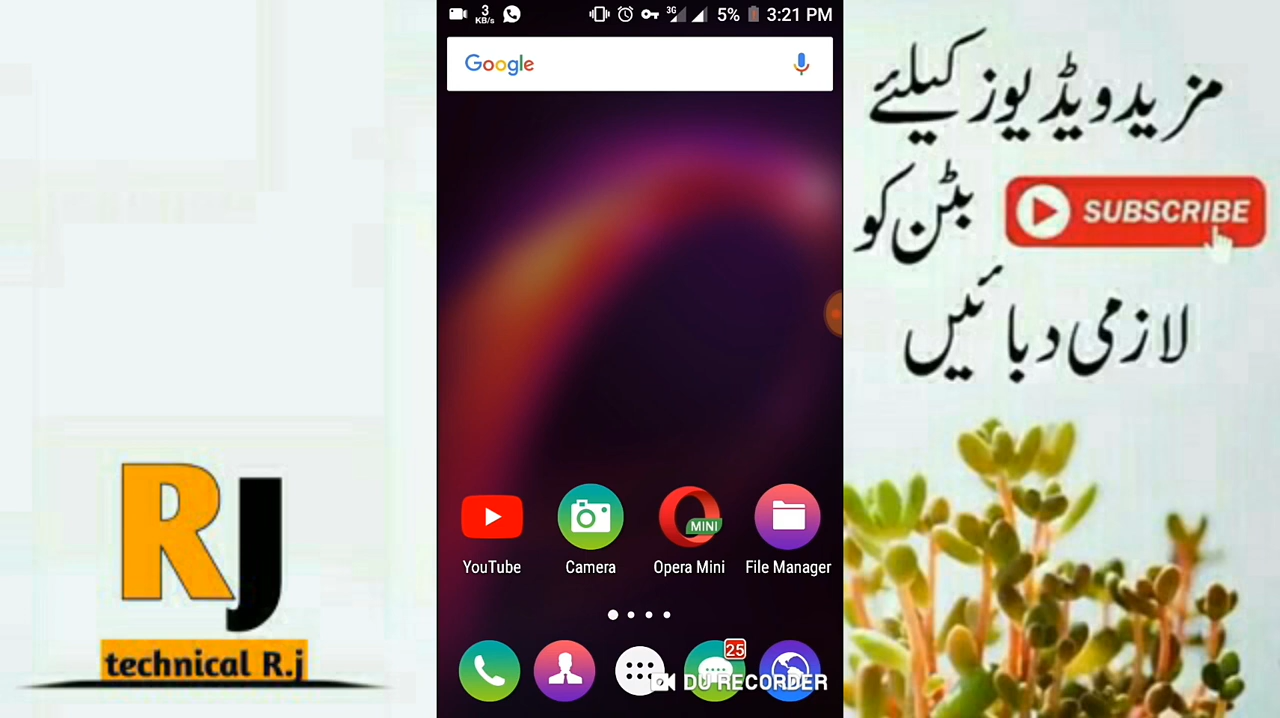 3
KB/s
3G
5%
3:21 PM
Google
YouTube
Camera
MINI
Opera Mini
File Manager
25
DU RECORDER
RJ
technical R.j
مزید ویڈیوز کیلئے
SUBSCRIBE
بٹن کو
لازمی دبائیں